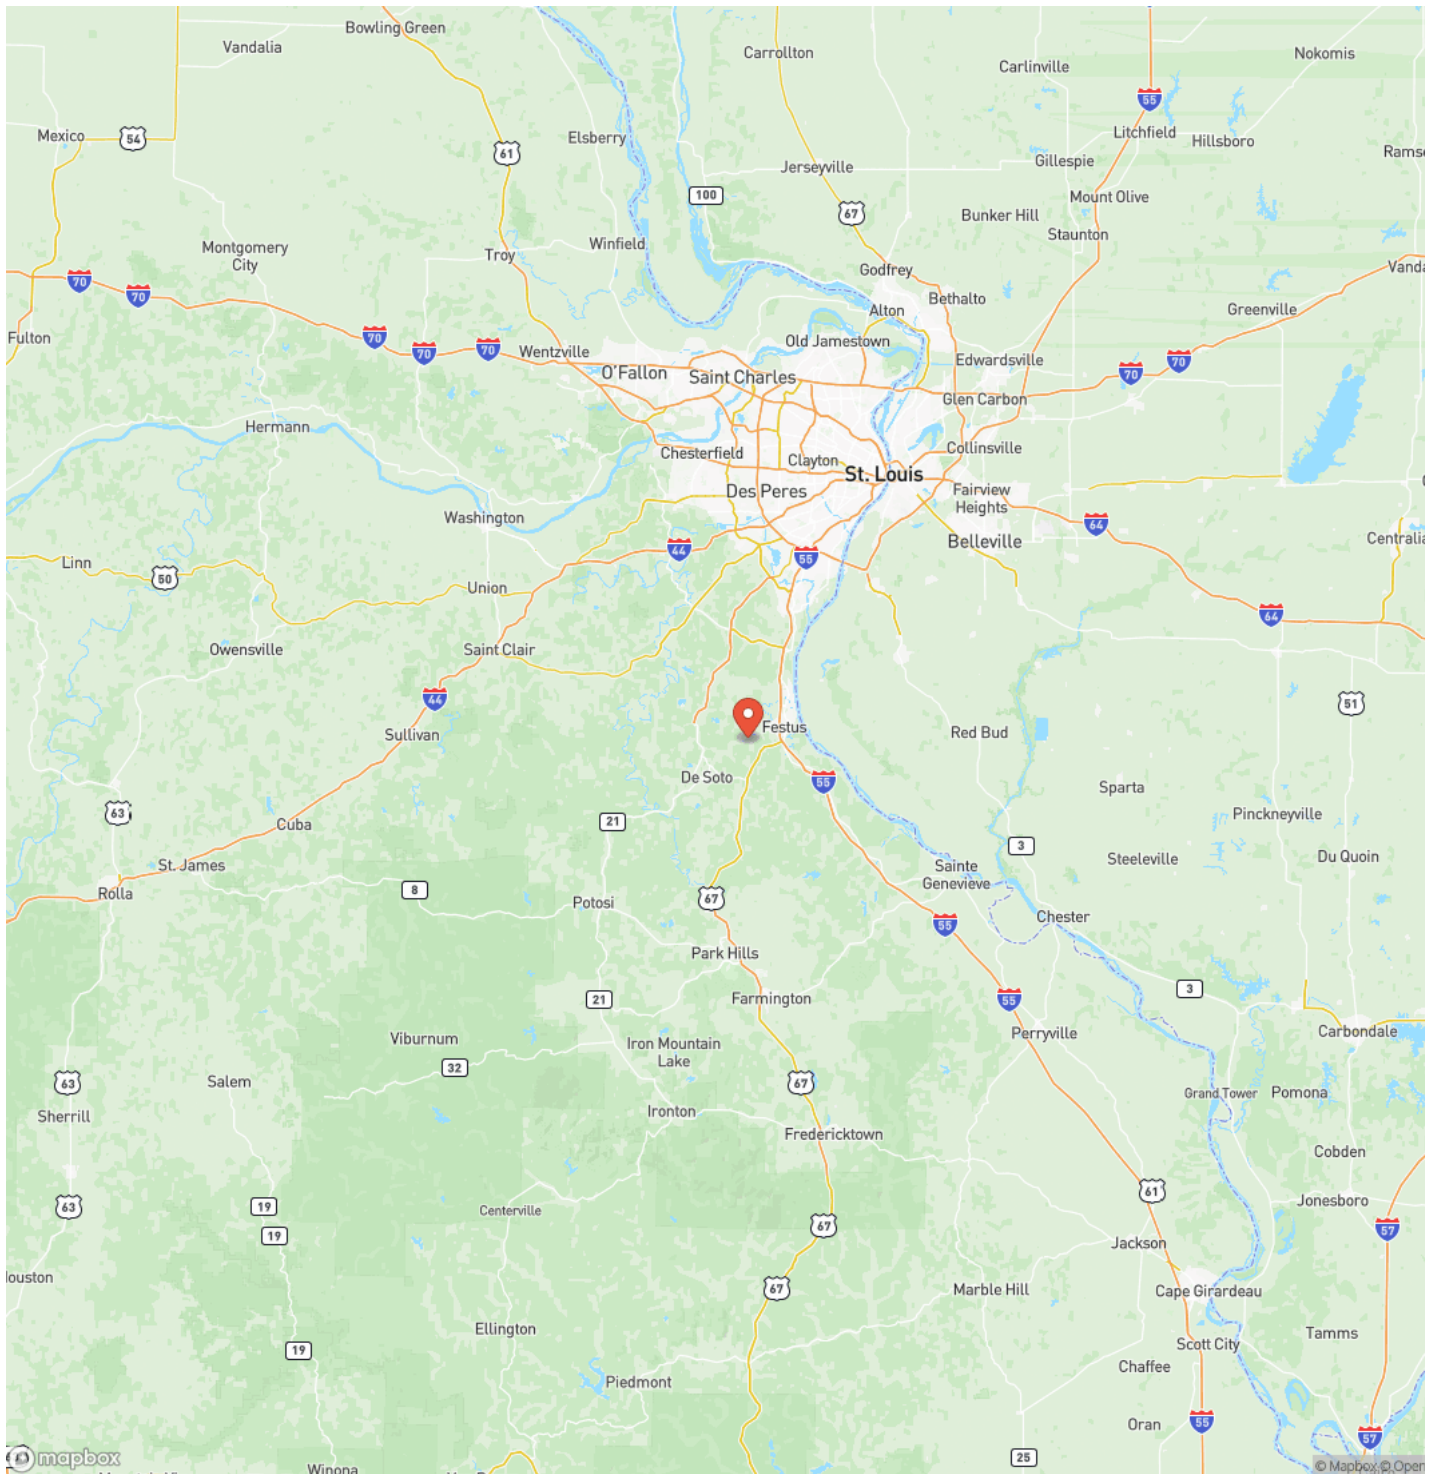 Bowling Green
Vandalia
Carrollton
Carlinville
Nokomis
55
Mexico
54
61
Elsberry
Litchfield
Hillsboro
Gillespie
Rams
Jerseyville
100
67
Mount Olive
Bunker Hill
Staunton
Montgomery
City
Troy
Winfield
Godfrey
Vanda
70
70
Bethalto
Alton
Greenville
Fulton
70
70
70
Wentzville
Old Jamestown
Edwardsville
70
70
O'Fallon
Saint Charles
Glen Carbon
Hermann
Chesterfield
Clayton
Collinsville
St. Louis
Des Peres
Fairview
Heights
Washington
64
Belleville
Centralia
44
55
Linn
50
Union
64
Owensville
Saint Clair
44
51
Sullivan
Festus
Red Bud
De Soto
55
Sparta
63
Cuba
21
Pinckneyville
3
St. James
Sainte
Genevieve
Steeleville
Du Quoin
Rolla
8
Potosi
67
Chester
55
Park Hills
21
Farmington
55
3
Viburnum
Iron Mountain
Lake
Perryville
Carbondale
32
63
Salem
67
Grand Tower
Pomona
Sherrill
Ironton
Fredericktown
Cobden
63
19
Centerville
61
Jonesboro
19
67
57
Jackson
ouston
67
Marble Hill
Cape Girardeau
Ellington
19
Scott City
Tamms
Chaffee
Piedmont
Oran
55
57
mapbox
25
Winona
© Mapbox © Open